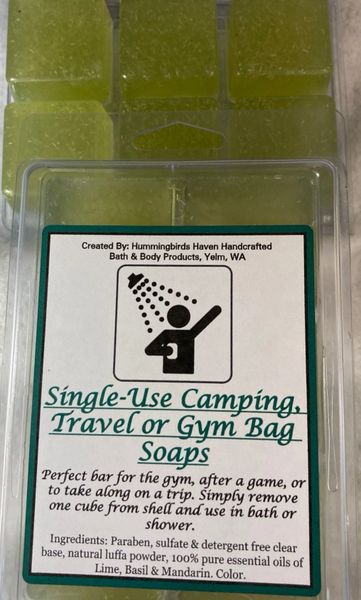 Created By: Hummingbirds Haven Handcrafted
Bath & Body Products, Yelm, WA
Single-Use Camping,
Travel or Gym Bag
Soaps
Perfect bar for the gym, after a game, or
to take along on a trip. Simply remove
one cube from shell and use in bath or
shower.
Ingredients: Paraben, sulfate & detergent free clear
base, natural luffa powder, 100% pure essential oils of
Lime, Basil & Mandarin. Color.